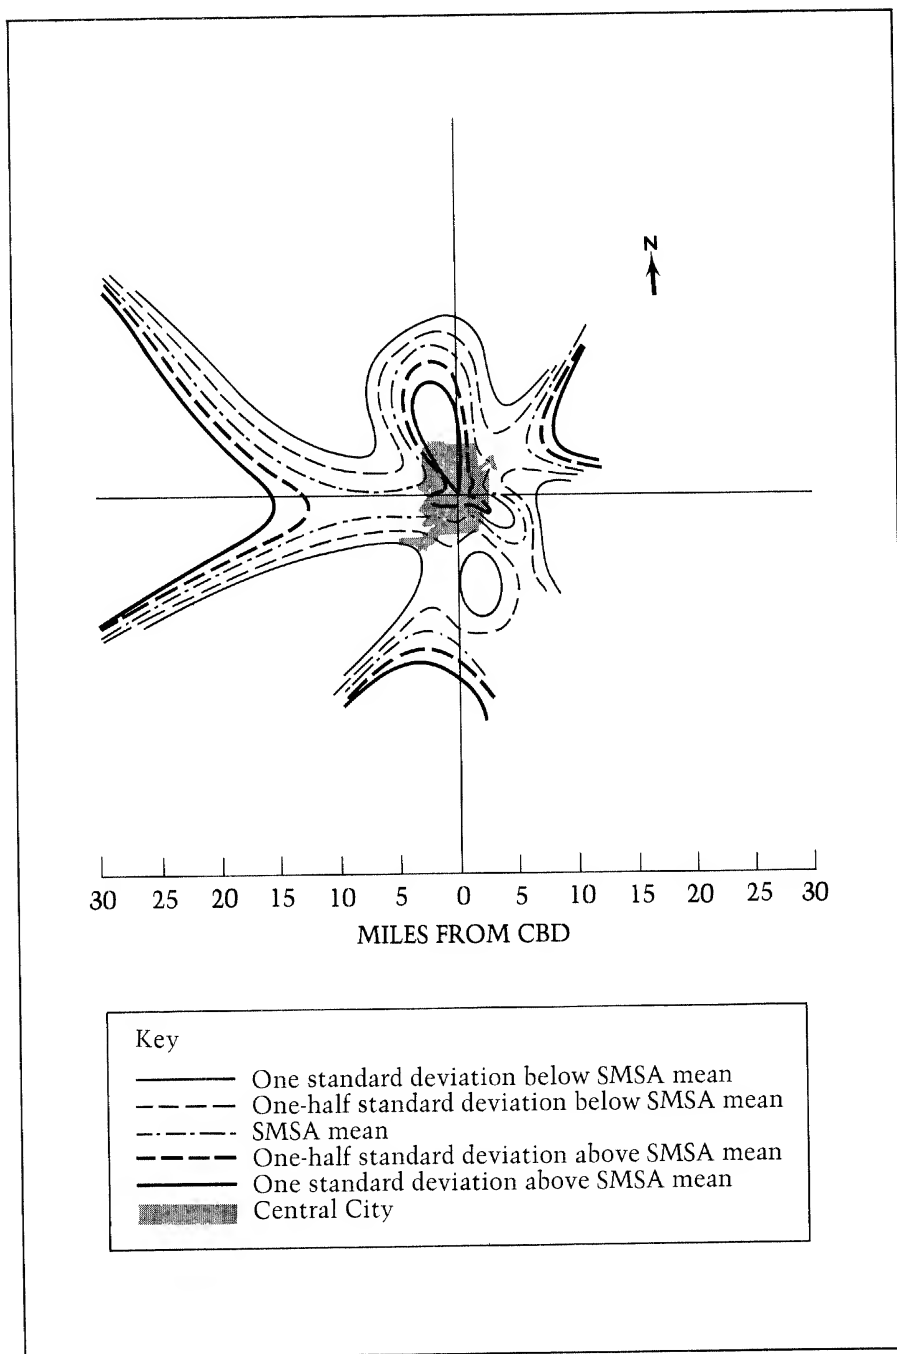 N
30 25 20 15 10 5 0 5 10 15 20 25 30
MILES FROM CBD
Key
One standard deviation below SMSA mean
One-half standard deviation below SMSA mean
SMSA mean
One-half standard deviation above SMSA mean
One standard deviation above SMSA mean
Central City